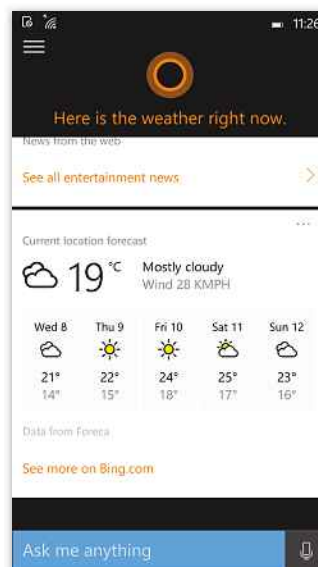 11:26
Here is the weather right now.
News from the web
See all entertainment news
Current location forecast
19 °C Mostly cloudy
Wind 28 KMPH
Wed 8 Thu 9 Fri 10 Sat 11 Sun 12
21° 22° 24° 25° 23°
14° 15° 18° 17° 16°
Data from Foreca
See more on Bing.com
Ask me anything